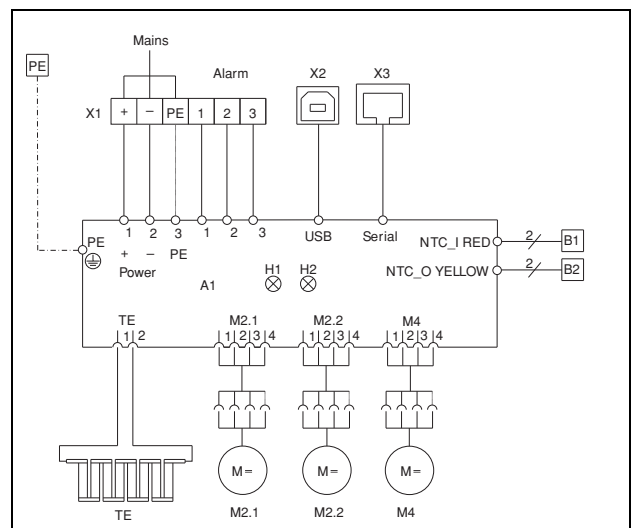 Mains
PE
Alarm X2 X3
X1 + – PE 1 2 3
1 2 3 1 2 3 USB Serial
PE + – PE NTC_I RED 2 B1
Power H1 H2 NTC_O YELLOW 2 B2
A1
TE M2.1 M2.2 M4
1 2 1 2 3 4 1 2 3 4 1 2 3 4
M= M= M=
TE M2.1 M2.2 M4